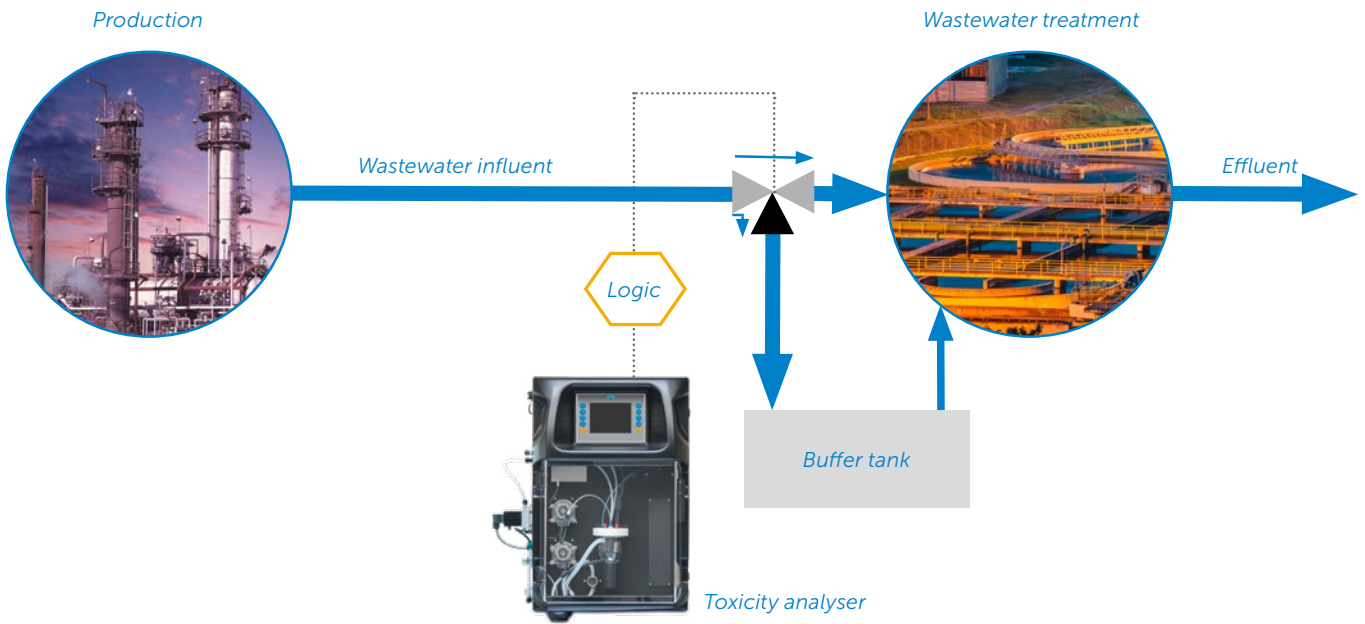 Production
Wastewater treatment
Wastewater influent
Effluent
Logic
Buffer tank
Toxicity analyser